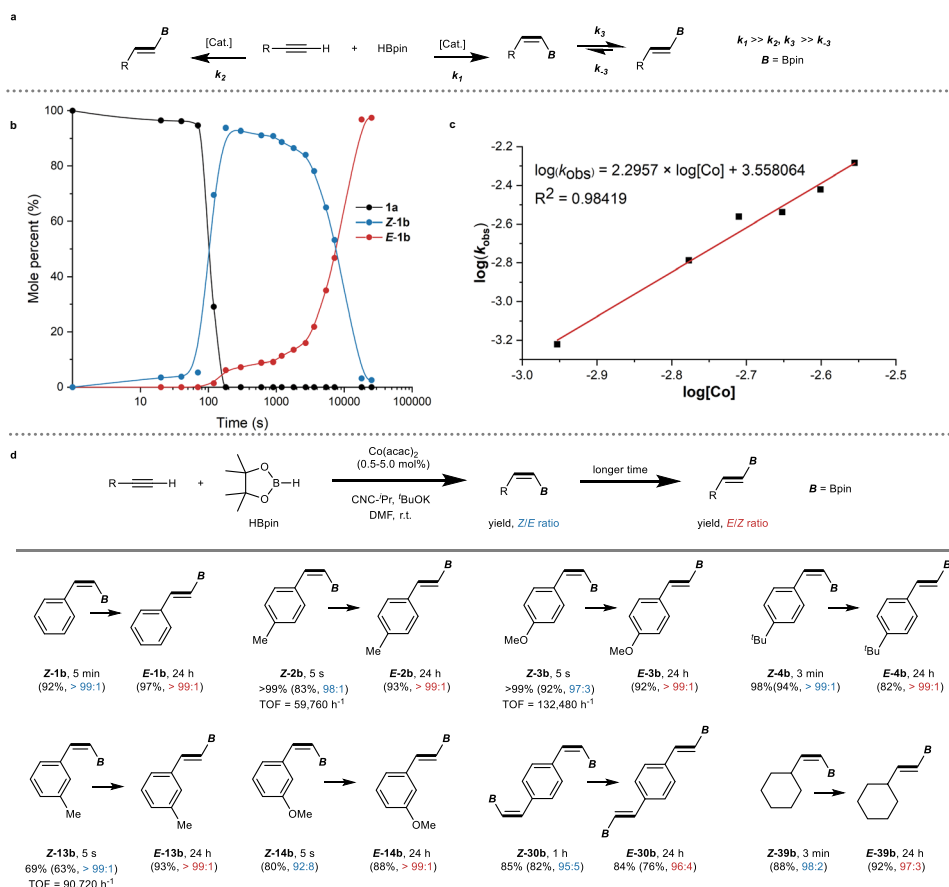 a
B
R
[Cat.]
k2
R
H
+
HBpin
[Cat.]
k1
R
B
k3
k-3
B
R
k1 >> k2, k3 >> k-3
B = Bpin
b
100
80
60
40
20
0
Mole percent (%)
1a
Z-1b
E-1b
10
100
1000
10000
100000
Time (s)
c
-2.2
-2.4
-2.6
-2.8
-3.0
-3.2
log(kobs)
log(kobs) = 2.2957 × log[Co] + 3.558064
R2 = 0.98419
-3.0
-2.9
-2.8
-2.7
-2.6
-2.5
log[Co]
d
R
H
+
O
B
H
O
HBpin
Co(acac)2
(0.5-5.0 mol%)
CNC-iPr, tBuOK
DMF, r.t.
R
B
yield, Z/E ratio
longer time
B
R
yield, E/Z ratio
B = Bpin
B
B
Z-1b, 5 min
(92%, > 99:1)
E-1b, 24 h
(97%, > 99:1)
B
Me
B
Me
Z-2b, 5 s
>99% (83%, 98:1)
TOF = 59,760 h-1
E-2b, 24 h
(93%, > 99:1)
B
MeO
B
MeO
Z-3b, 5 s
>99% (92%, 97:3)
TOF = 132,480 h-1
E-3b, 24 h
(92%, > 99:1)
B
tBu
B
tBu
Z-4b, 3 min
98%(94%, > 99:1)
E-4b, 24 h
(82%, > 99:1)
B
Me
B
Me
Z-13b, 5 s
69% (63%, > 99:1)
TOF = 90,720 h-1
E-13b, 24 h
(93%, > 99:1)
B
OMe
B
OMe
Z-14b, 5 s
(80%, 92:8)
E-14b, 24 h
(88%, > 99:1)
B
B
B
B
Z-30b, 1 h
85% (82%, 95:5)
E-30b, 24 h
84% (76%, 96:4)
B
B
Z-39b, 3 min
(88%, 98:2)
E-39b, 24 h
(92%, 97:3)